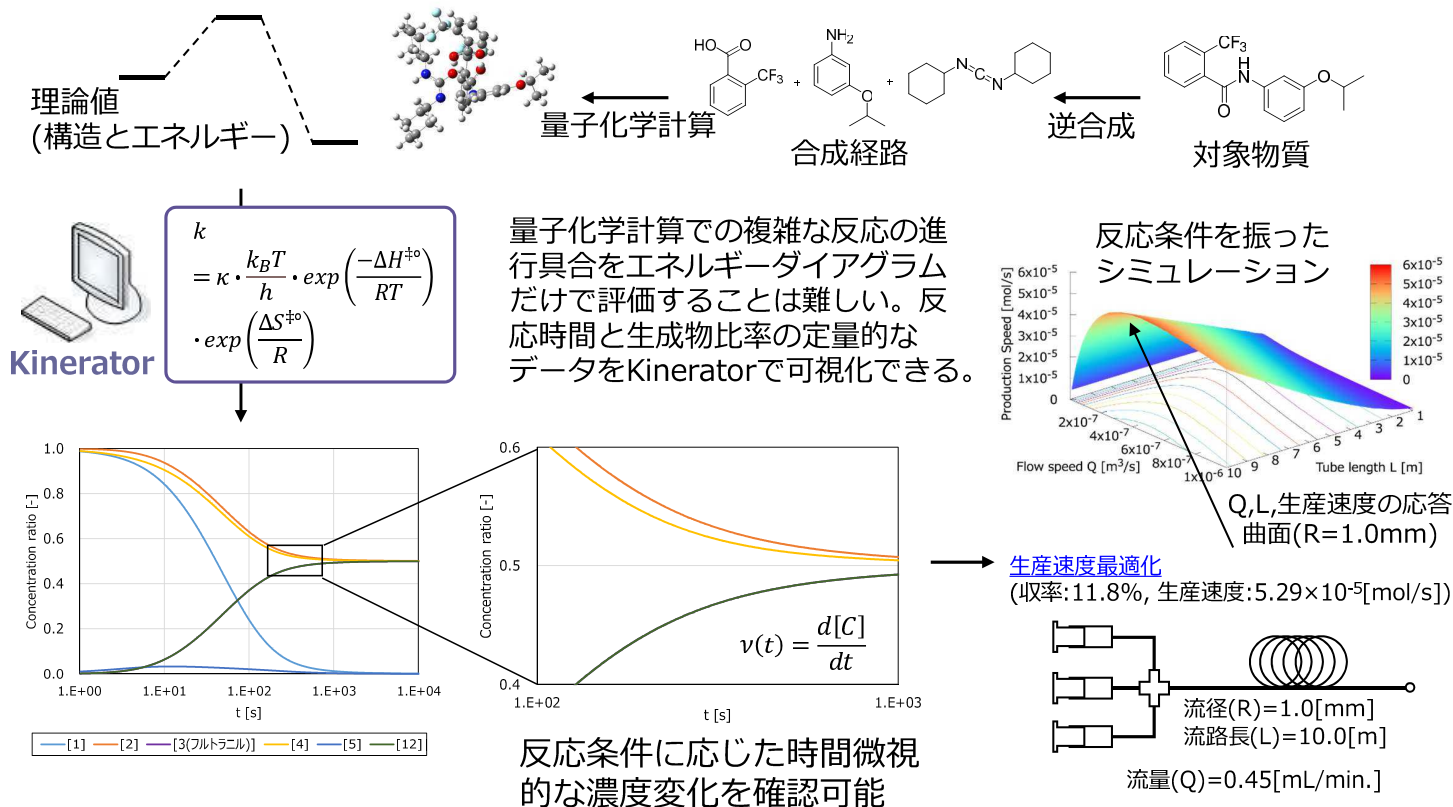 理論値
(構造とエネルギー)
量子化学計算
HO
O
CF3
+
NH2
O
+
N
C
N
合成経路
逆合成
CF3
H
N
O
O
対象物質
Kinerator
k
= κ · kBT/h · exp(−ΔH‡°/RT)
· exp(ΔS‡°/R)
量子化学計算での複雑な反応の進
行具合をエネルギーダイアグラム
だけで評価することは難しい。反
応時間と生成物比率の定量的な
データをKineratorで可視化できる。
反応条件を振った
シミュレーション
Production Speed [mol/s]
6x10-5
5x10-5
4x10-5
3x10-5
2x10-5
1x10-5
0
2x10-7
4x10-7
6x10-7
8x10-7
1x10-6
Flow speed Q [m3/s]
10 9 8 7 6 5 4 3 2 1
Tube length L [m]
6x10-5
5x10-5
4x10-5
3x10-5
2x10-5
1x10-5
0
Q,L,生産速度の応答
曲面(R=1.0mm)
Concentration ratio [-]
1.0
0.8
0.6
0.4
0.2
0.0
1.E+00 1.E+01 1.E+02 1.E+03 1.E+04
t [s]
[1] [2] [3(フルトラニル)] [4] [5] [12]
Concentration ratio [-]
0.6
0.5
0.4
1.E+02 1.E+03
t [s]
ν(t) = d[C]/dt
反応条件に応じた時間微視
的な濃度変化を確認可能
生産速度最適化
(収率:11.8%, 生産速度:5.29×10-5[mol/s])
流径(R)=1.0[mm]
流路長(L)=10.0[m]
流量(Q)=0.45[mL/min.]